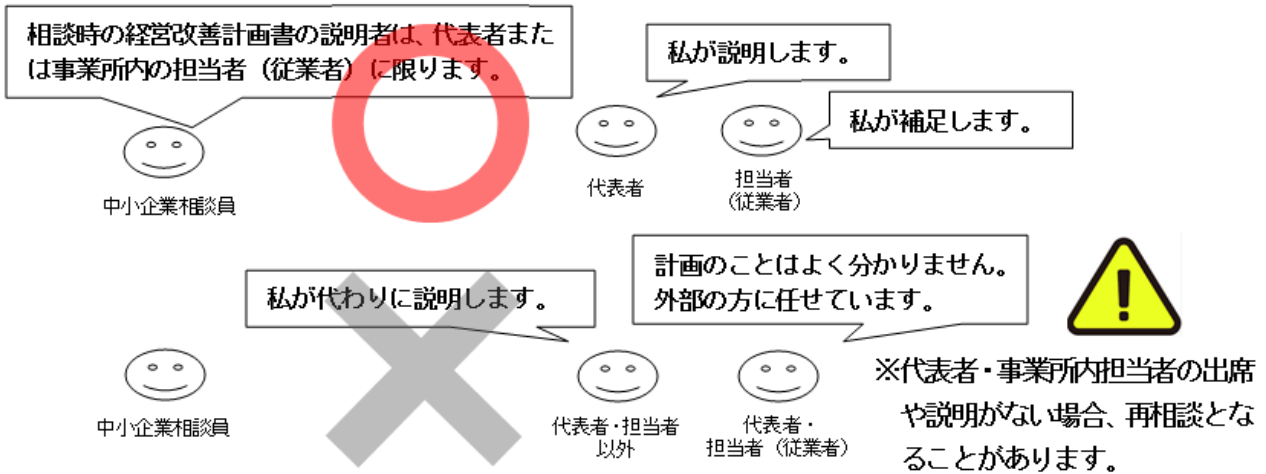 相談時の経営改善計画書の説明者は、代表者また
は事業所内の担当者（従業者）に限ります。
私が説明します。
私が補足します。
中小企業相談員
代表者
担当者
（従業者）
私が代わりに説明します。
計画のことはよく分かりません。
外部の方に任せています。
中小企業相談員
代表者・担当者
以外
代表者・
担当者（従業者）
※代表者・事業所内担当者の出席
や説明がない場合、再相談とな
ることがあります。